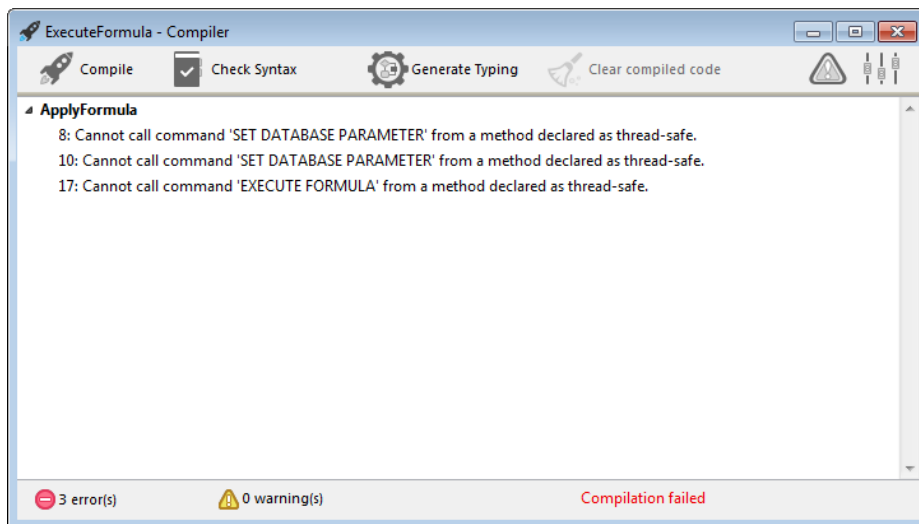 ExecuteFormula - Compiler
Compile Check Syntax Generate Typing Clear compiled code
ApplyFormula
8: Cannot call command 'SET DATABASE PARAMETER' from a method declared as thread-safe.
10: Cannot call command 'SET DATABASE PARAMETER' from a method declared as thread-safe.
17: Cannot call command 'EXECUTE FORMULA' from a method declared as thread-safe.
3 error(s) 0 warning(s) Compilation failed